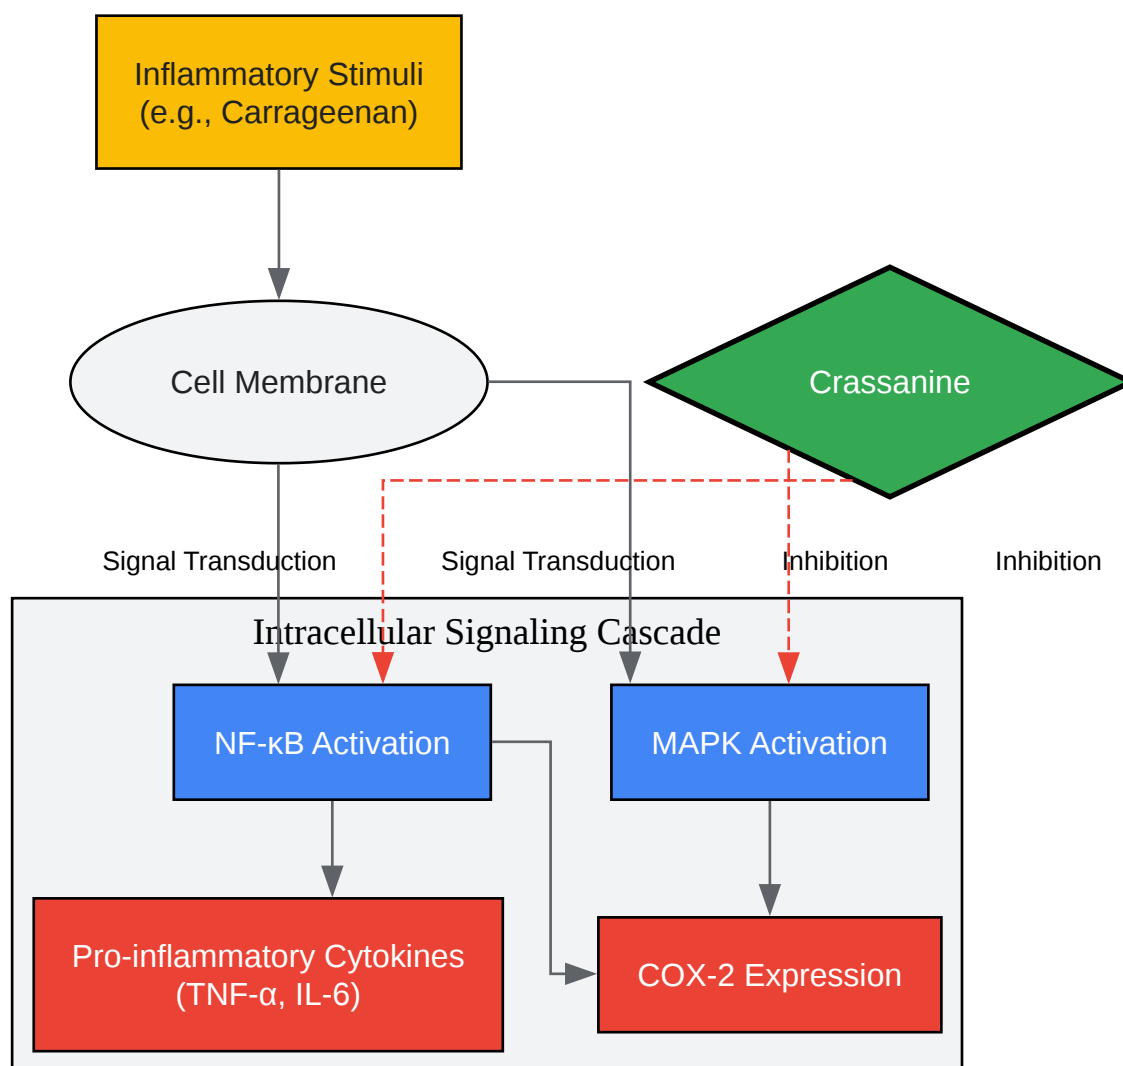 Inflammatory Stimuli
(e.g., Carrageenan)
Cell Membrane
Crassanine
Signal Transduction
Signal Transduction
Inhibition
Inhibition
Intracellular Signaling Cascade
NF-κB Activation
MAPK Activation
Pro-inflammatory Cytokines
(TNF-α, IL-6)
COX-2 Expression